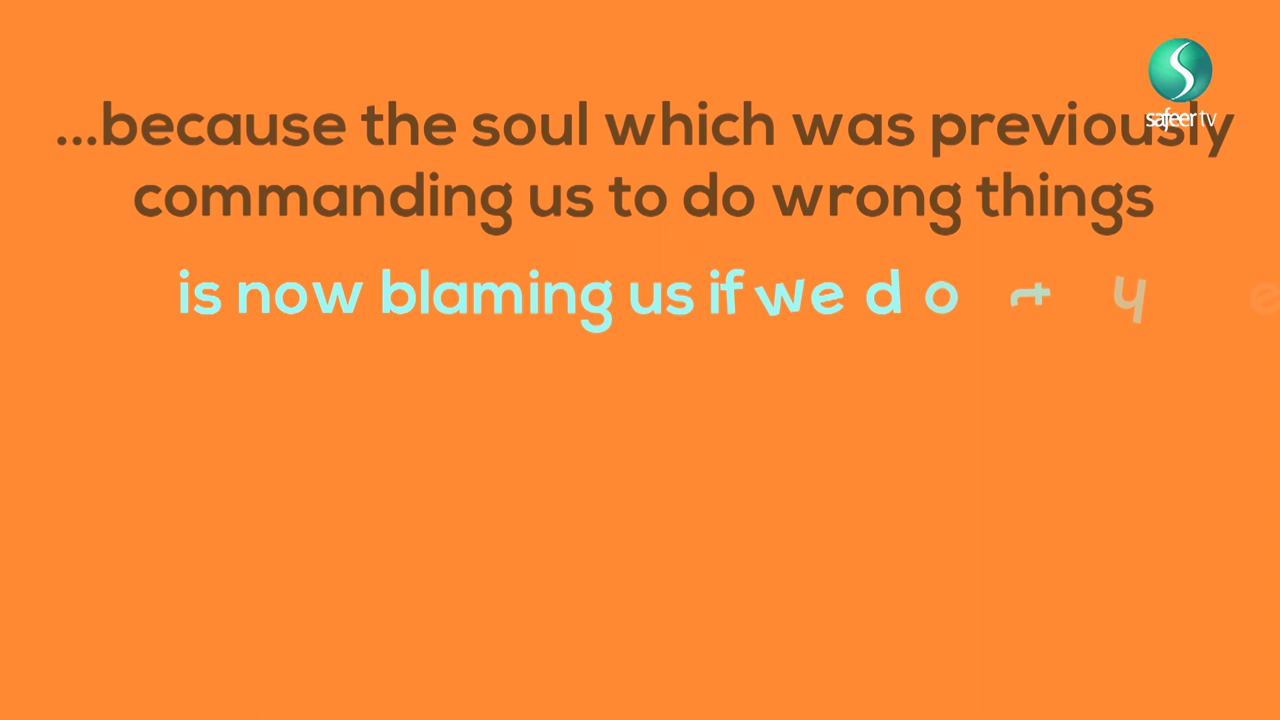 ...because the soul which was previously
commanding us to do wrong things
is now blaming us if we do
safeer tv